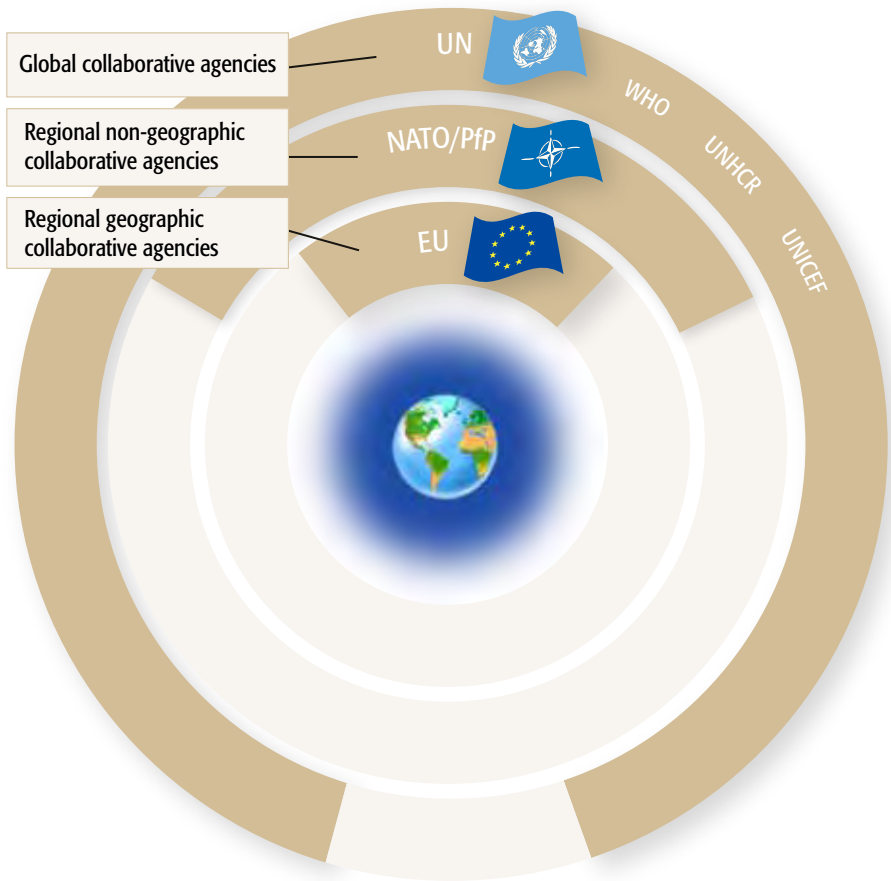 Global collaborative agencies
Regional non-geographic
collaborative agencies
Regional geographic
collaborative agencies
UN
WHO
UNHCR
UNICEF
NATO/PfP
EU